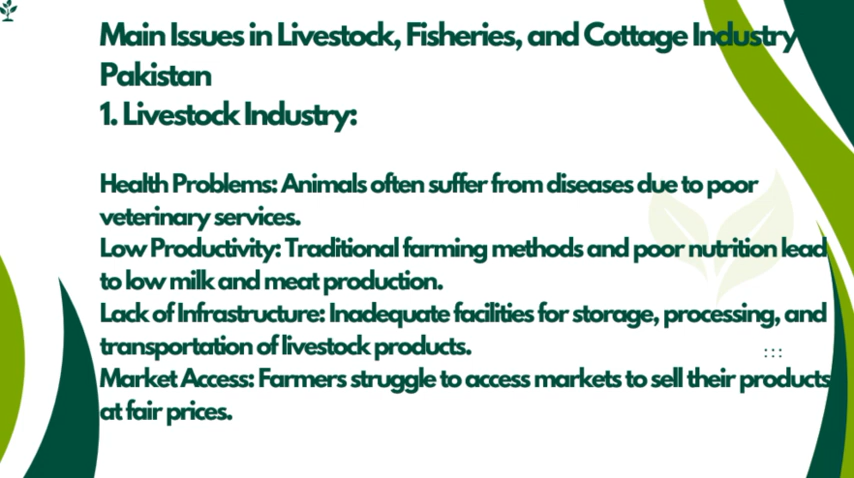 Main Issues in Livestock, Fisheries, and Cottage Industry
Pakistan
1. Livestock Industry:
Health Problems: Animals often suffer from diseases due to poor
veterinary services.
Low Productivity: Traditional farming methods and poor nutrition lead
to low milk and meat production.
Lack of Infrastructure: Inadequate facilities for storage, processing, and
transportation of livestock products.
Market Access: Farmers struggle to access markets to sell their products
at fair prices.